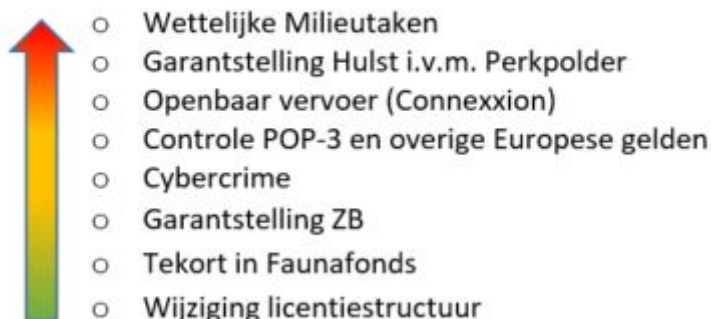 o Wettelijke Milieutaken
o Garantstelling Hulst i.v.m. Perkpolder
o Openbaar vervoer (Connexxion)
o Controle POP-3 en overige Europese gelden
o Cybercrime
o Garantstelling ZB
o Tekort in Faunafonds
o Wijziging licentiestructuur